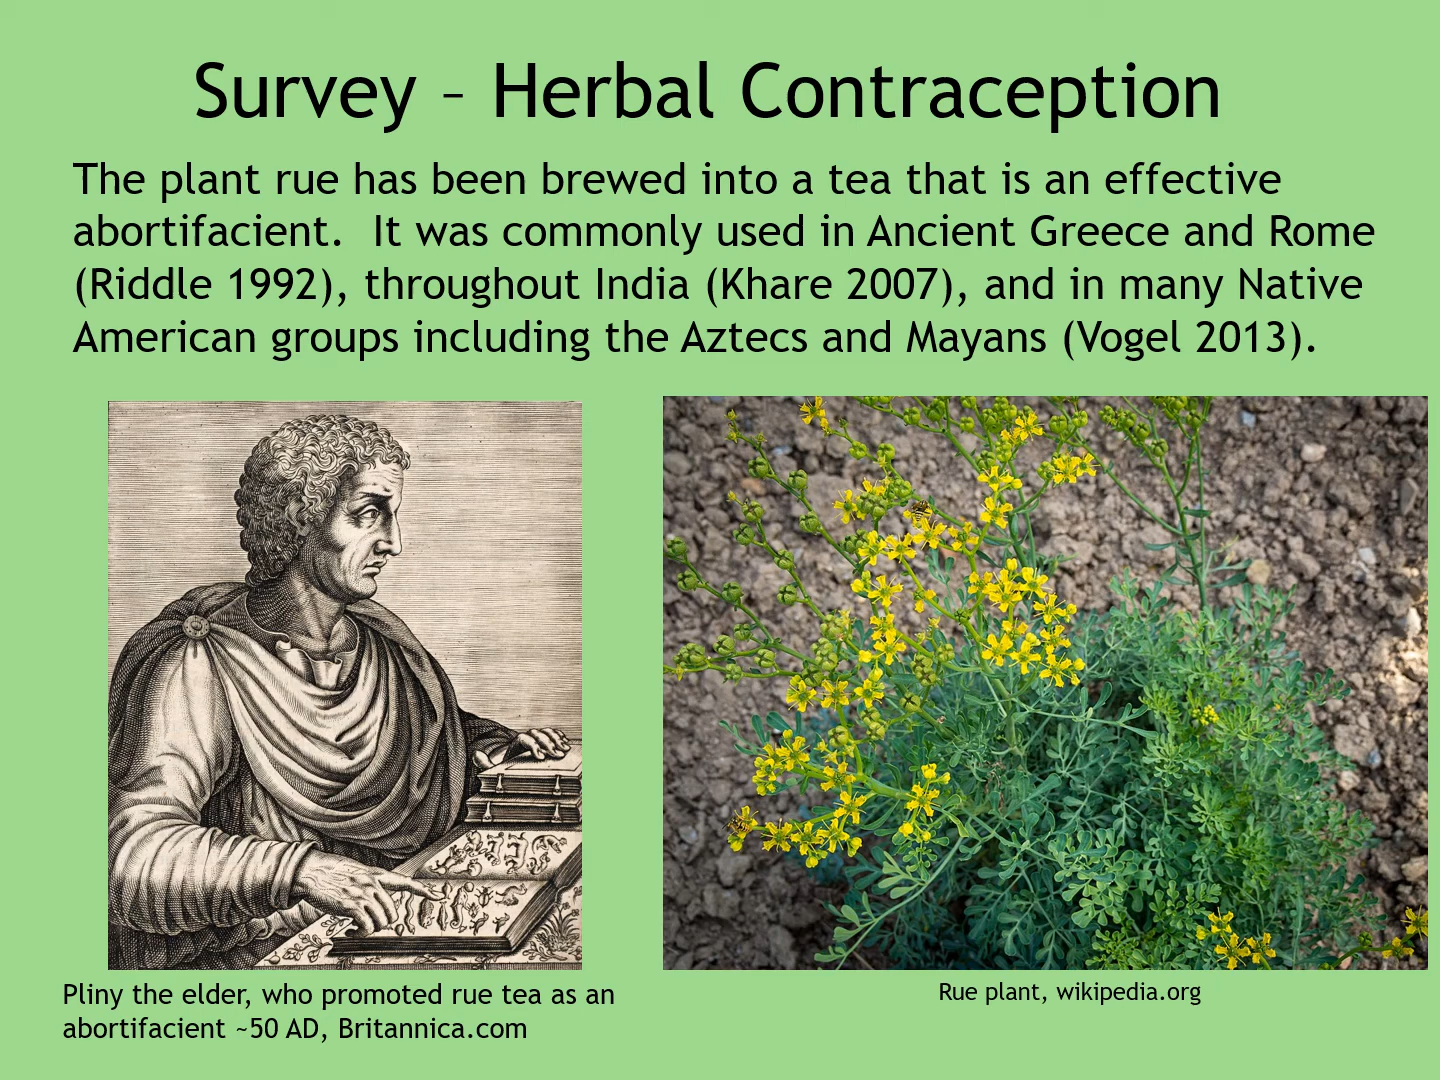 Survey – Herbal Contraception
The plant rue has been brewed into a tea that is an effective
abortifacient.  It was commonly used in Ancient Greece and Rome
(Riddle 1992), throughout India (Khare 2007), and in many Native
American groups including the Aztecs and Mayans (Vogel 2013).
Pliny the elder, who promoted rue tea as an
abortifacient ~50 AD, Britannica.com
Rue plant, wikipedia.org